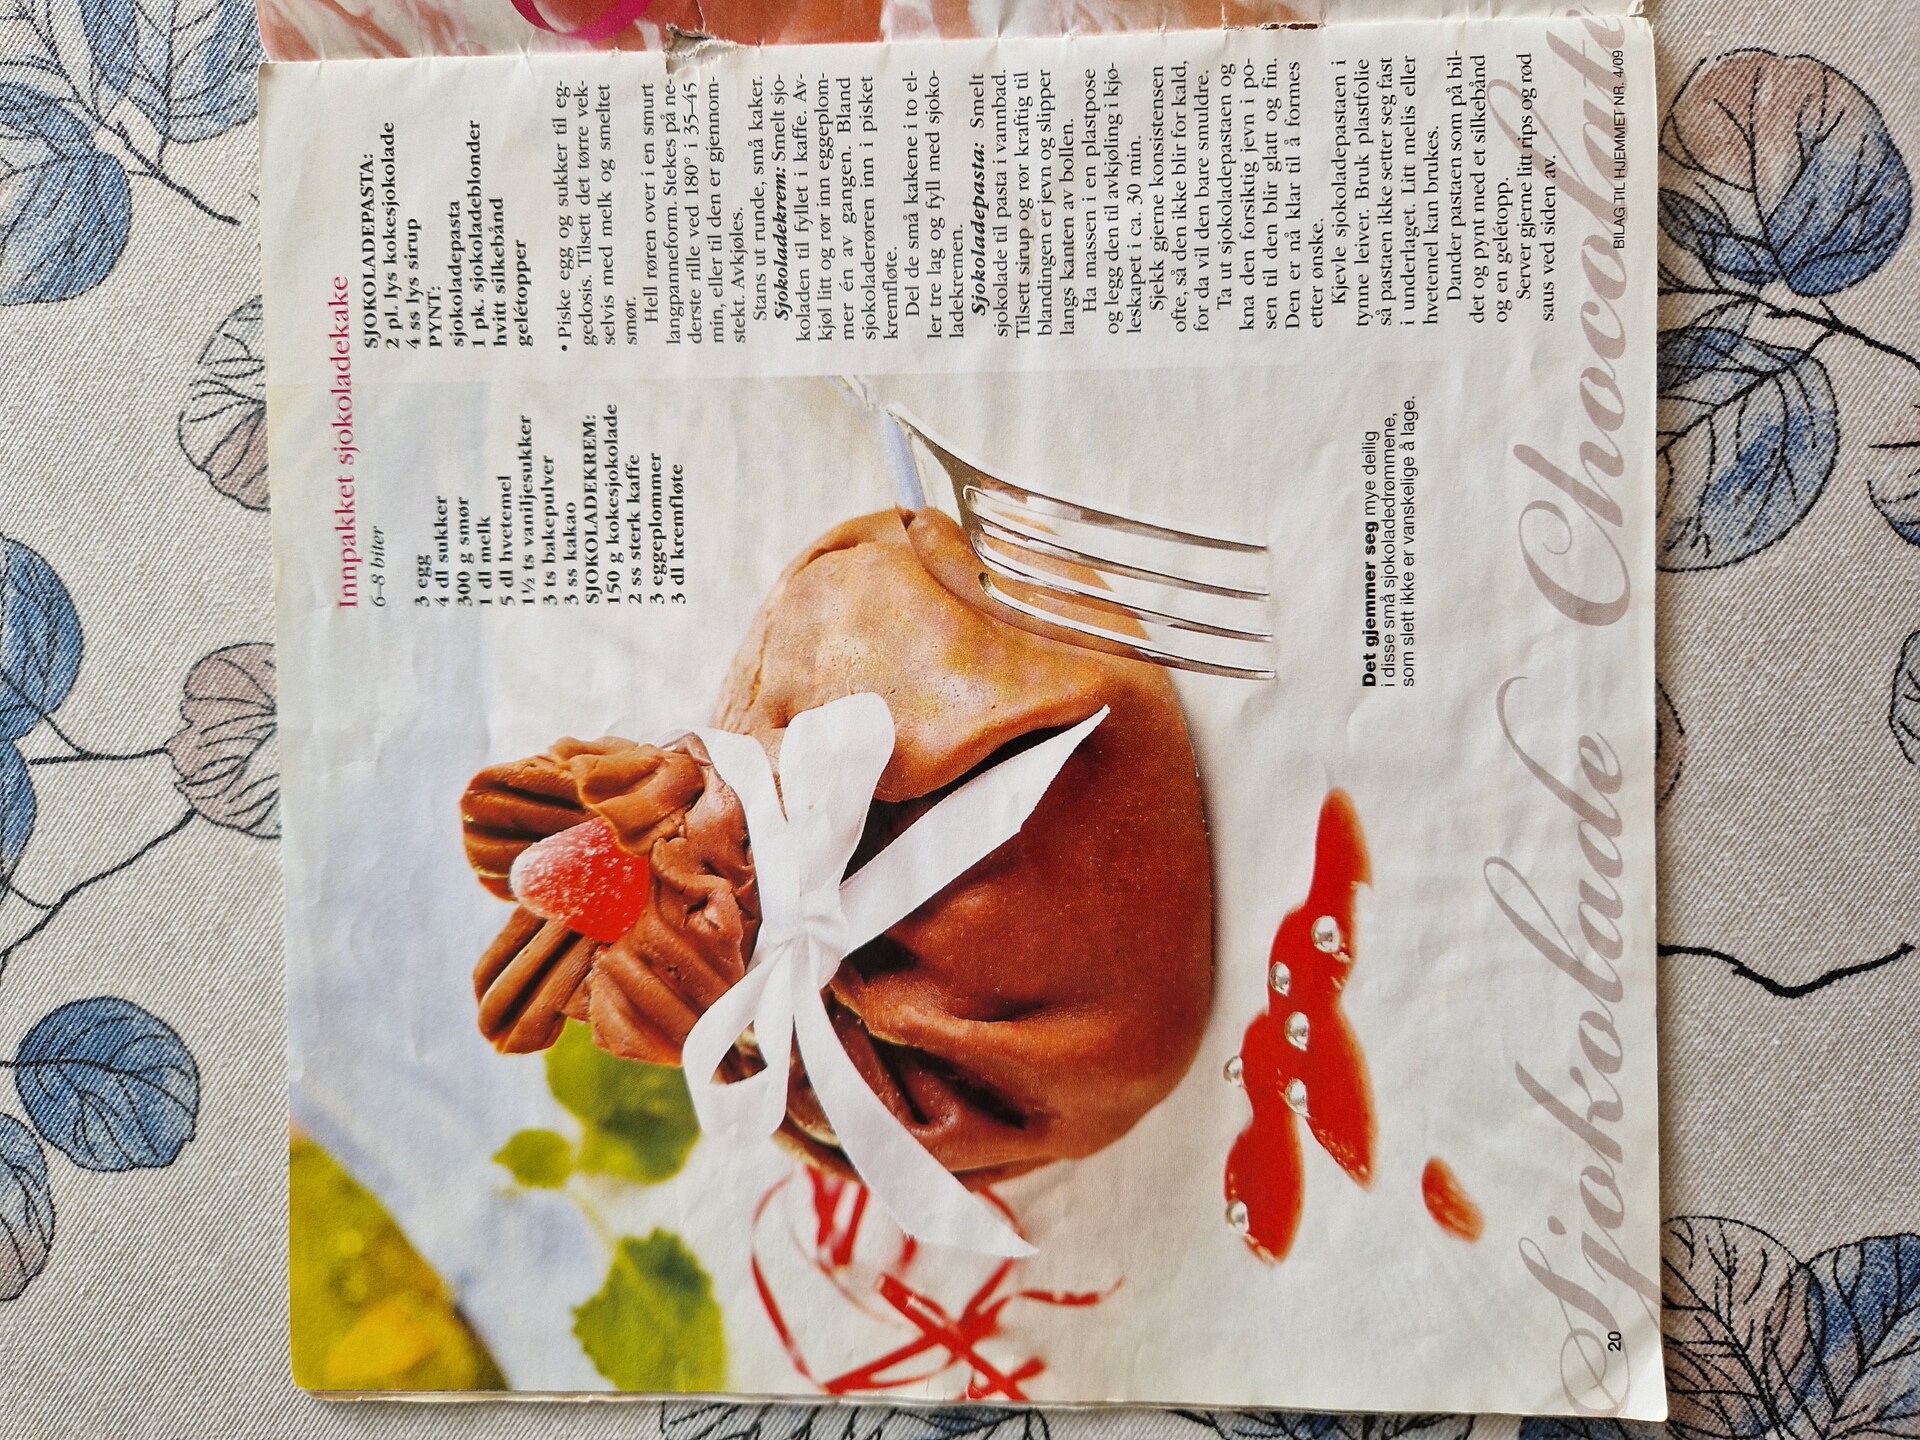 Innpakket sjokoladekake
6–8 biter
3 egg
4 dl sukker
300 g smør
1 dl melk
5 dl hvetemel
1½ ts vaniljesukker
3 ts bakepulver
3 ss kakao
SJOKOLADEKREM:
150 g kokesjokolade
2 ss sterk kaffe
3 eggeplommer
3 dl kremfløte
SJOKOLADEPASTA:
2 pl. lys kokesjokolade
4 ss lys sirup
PYNT:
sjokoladepasta
1 pk. sjokoladeblonder
hvitt silkebånd
gelétopper
• Piske egg og sukker til eg-
gedosis. Tilsett det tørre vek-
selvis med melk og smeltet
smør.
Hell røren over i en smurt
langpanneform. Stekes på ne-
derste rille ved 180° i 35–45
min, eller til den er gjennom-
stekt. Avkjøles.
Stans ut runde, små kaker.
Sjokoladekrem: Smelt sjo-
koladen til fyllet i kaffe. Av-
kjøl litt og rør inn eggeplom-
mer én av gangen. Bland
sjokoladerøren inn i pisket
kremfløte.
Del de små kakene i to el-
ler tre lag og fyll med sjoko-
ladekremen.
Sjokoladepasta: Smelt
sjokolade til pasta i vannbad.
Tilsett sirup og rør kraftig til
blandingen er jevn og slipper
langs kanten av bollen.
Ha massen i en plastpose
og legg den til avkjøling i kjø-
leskapet i ca. 30 min.
Sjekk gjerne konsistensen
ofte, så den ikke blir for kald,
for da vil den bare smuldre.
Ta ut sjokoladepastaen og
kna den forsiktig jevn i po-
sen til den blir glatt og fin.
Den er nå klar til å formes
etter ønske.
Kjevle sjokoladepastaen i
tynne leiver. Bruk plastfolie
så pastaen ikke setter seg fast
i underlaget. Litt melis eller
hvetemel kan brukes.
Dander pastaen som på bil-
det og pynt med et silkebånd
og en gelétopp.
Server gjerne litt rips og rød
saus ved siden av.
Det gjemmer seg mye deilig
i disse små sjokoladedrømmene,
som slett ikke er vanskelige å lage.
Sjokolade Chocolate
20
BILAG TIL HJEMMET NR. 4/09